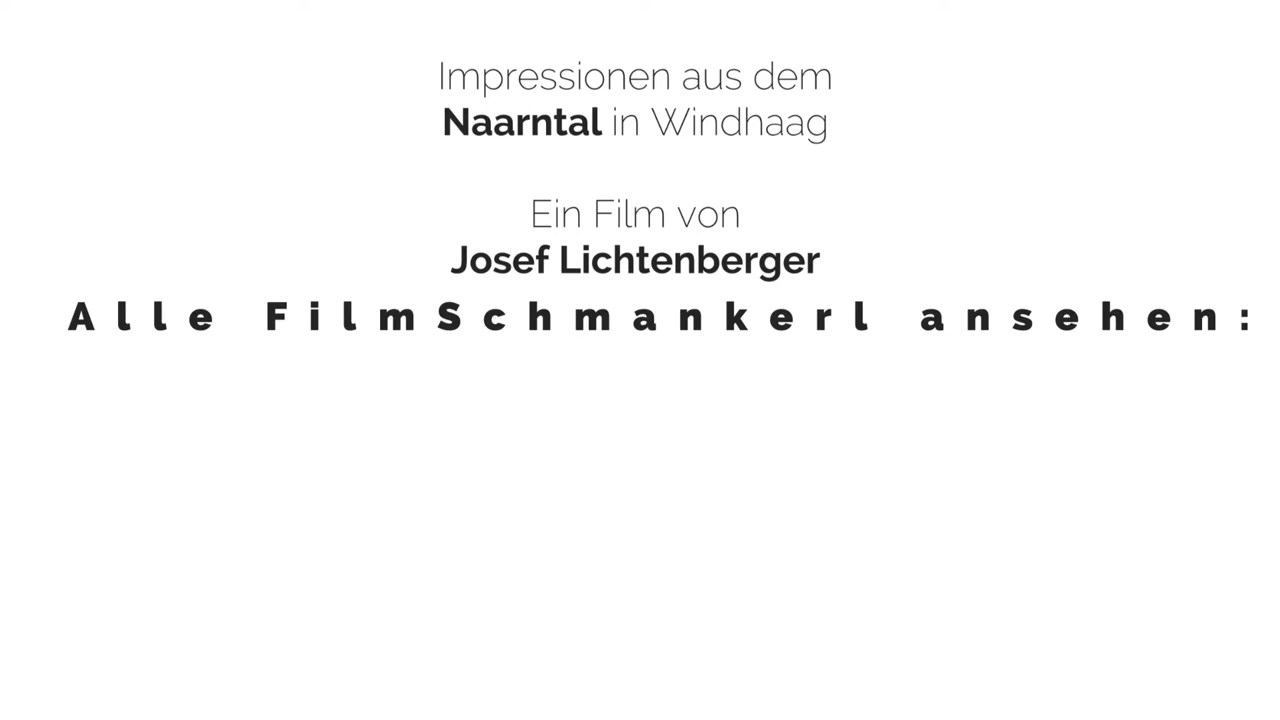 Impressionen aus dem
Naarntal in Windhaag
Ein Film von
Josef Lichtenberger
Alle FilmSchmankerl ansehen: